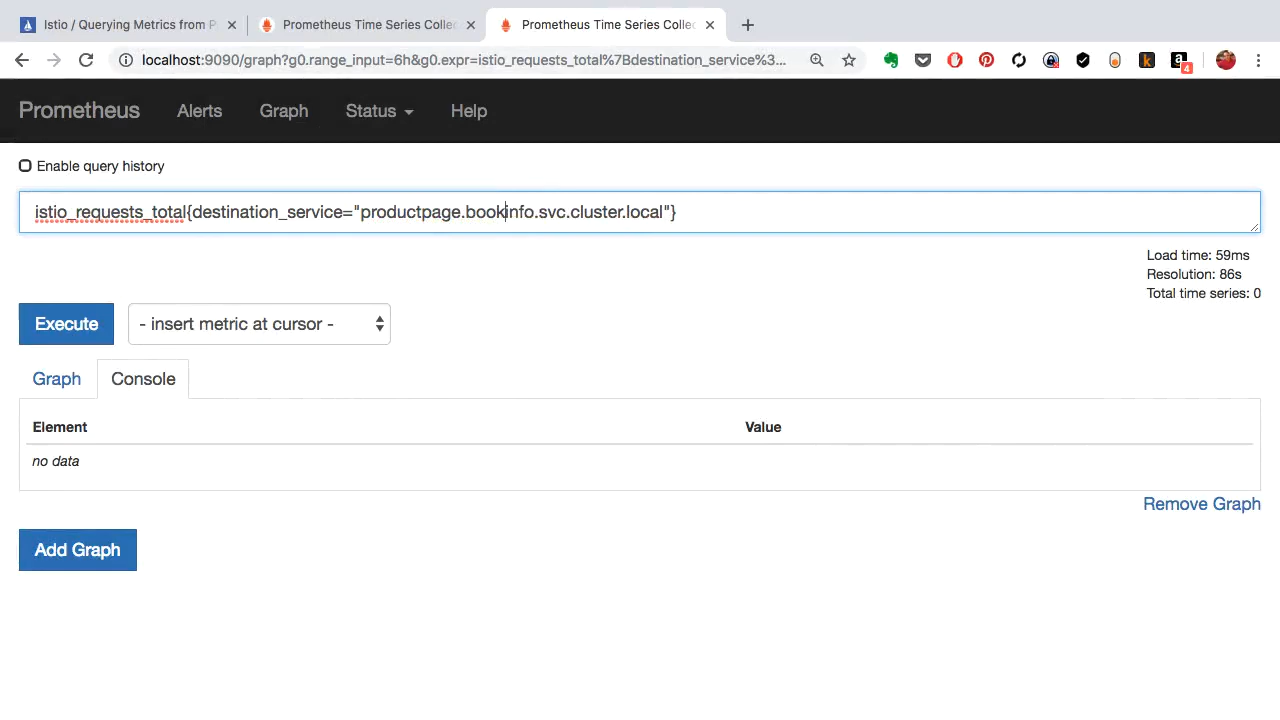 Istio / Querying Metrics from P
Prometheus Time Series Collec
Prometheus Time Series Collec
localhost:9090/graph?g0.range_input=6h&g0.expr=istio_requests_total%7Bdestination_service%3...
k
a
4
Prometheus Alerts Graph Status Help
Enable query history
istio_requests_total{destination_service="productpage.bookinfo.svc.cluster.local"}
Load time: 59ms
Resolution: 86s
Total time series: 0
Execute - insert metric at cursor -
Graph Console
Element Value
no data
Remove Graph
Add Graph